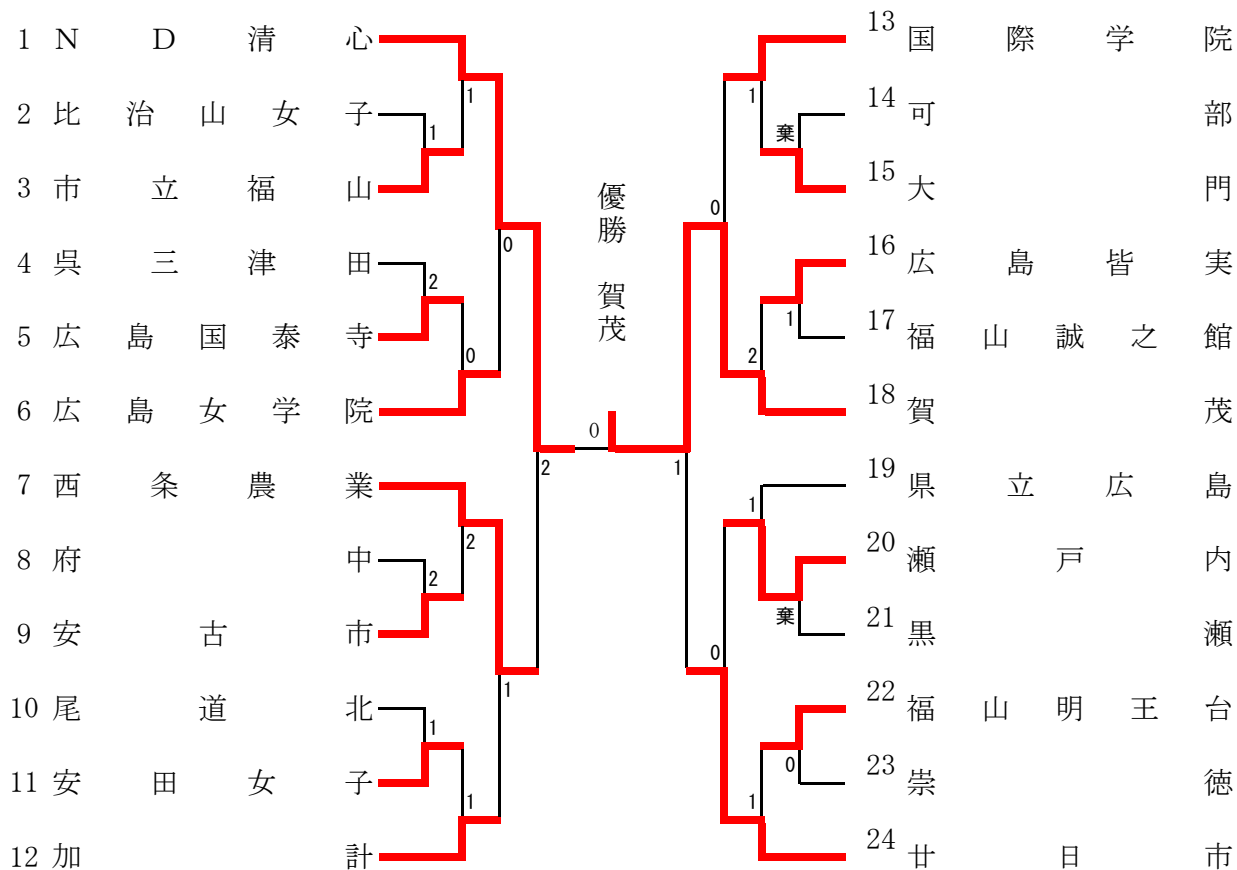 1 ND清心
2 比治山女子
3 市立福山
4 呉三津田
5 広島国泰寺
6 広島女学院
7 西条農業
8 府中
9 安古市
10 尾道北
11 安田女子
12 加計
1
1
2
0
0
2
2
1
1
1
2
0
優勝 賀茂
1
棄
0
1
2
1
1
棄
0
0
1
13 国際学院
14 可部
15 大門
16 広島皆実
17 福山誠之館
18 賀茂
19 県立広島
20 瀬戸内
21 黒瀬
22 福山明王台
23 崇徳
24 廿日市